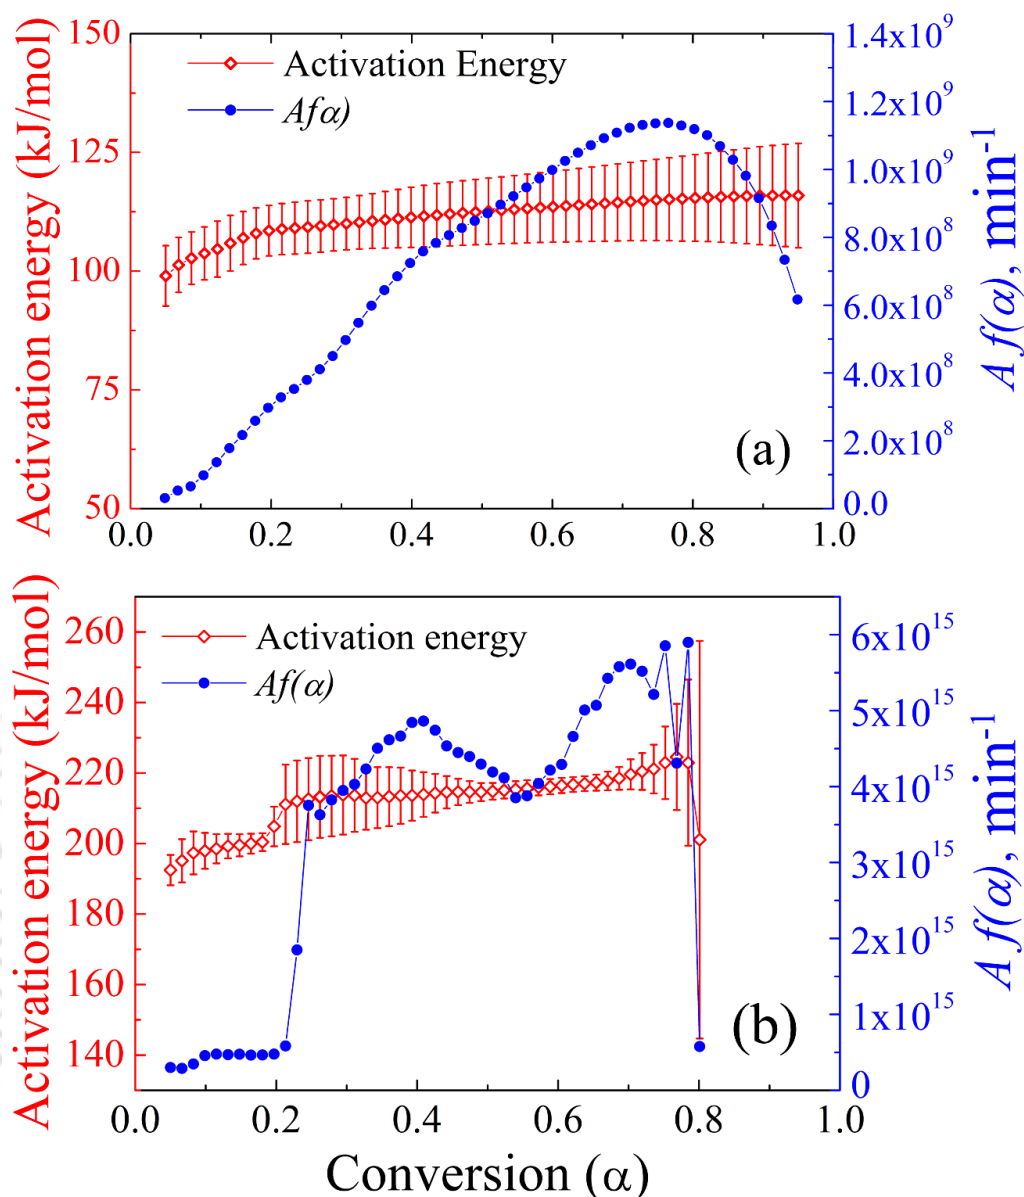 Activation energy (kJ/mol)
150
125
100
75
50
Activation Energy
Afα)
(a)
1.4x10⁹
1.2x10⁹
1.0x10⁹
8.0x10⁸
6.0x10⁸
4.0x10⁸
2.0x10⁸
0.0
A f(α), min⁻¹
0.0 0.2 0.4 0.6 0.8 1.0
Activation energy (kJ/mol)
260
240
220
200
180
160
140
Activation energy
Af(α)
(b)
6x10¹⁵
5x10¹⁵
4x10¹⁵
3x10¹⁵
2x10¹⁵
1x10¹⁵
0
A f(α), min⁻¹
0.0 0.2 0.4 0.6 0.8 1.0
Conversion (α)